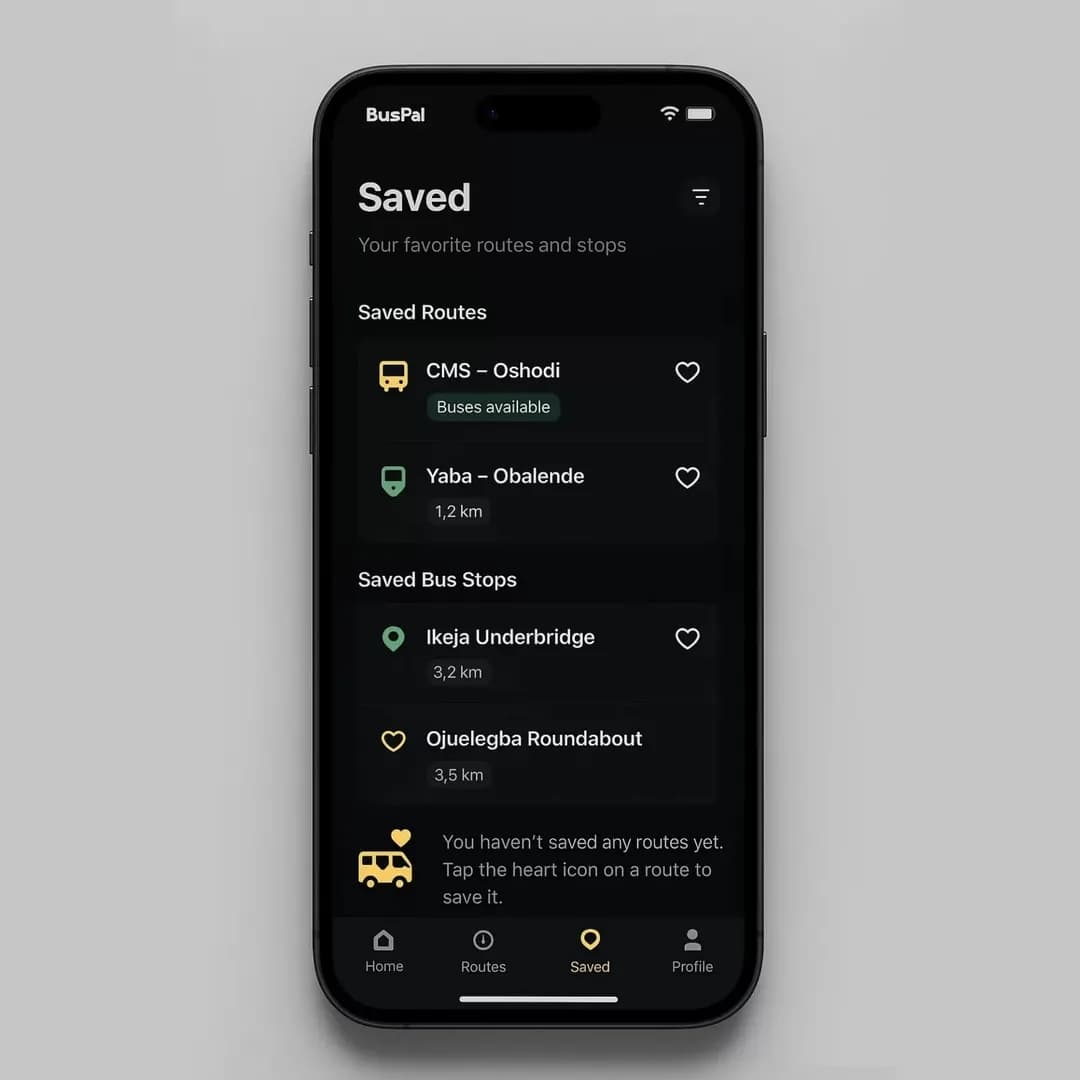 BusPal
Saved
Your favorite routes and stops
Saved Routes
CMS – Oshodi
Buses available
Yaba – Obalende
1,2 km
Saved Bus Stops
Ikeja Underbridge
3,2 km
Ojuelegba Roundabout
3,5 km
You haven’t saved any routes yet.
Tap the heart icon on a route to
save it.
Home
Routes
Saved
Profile